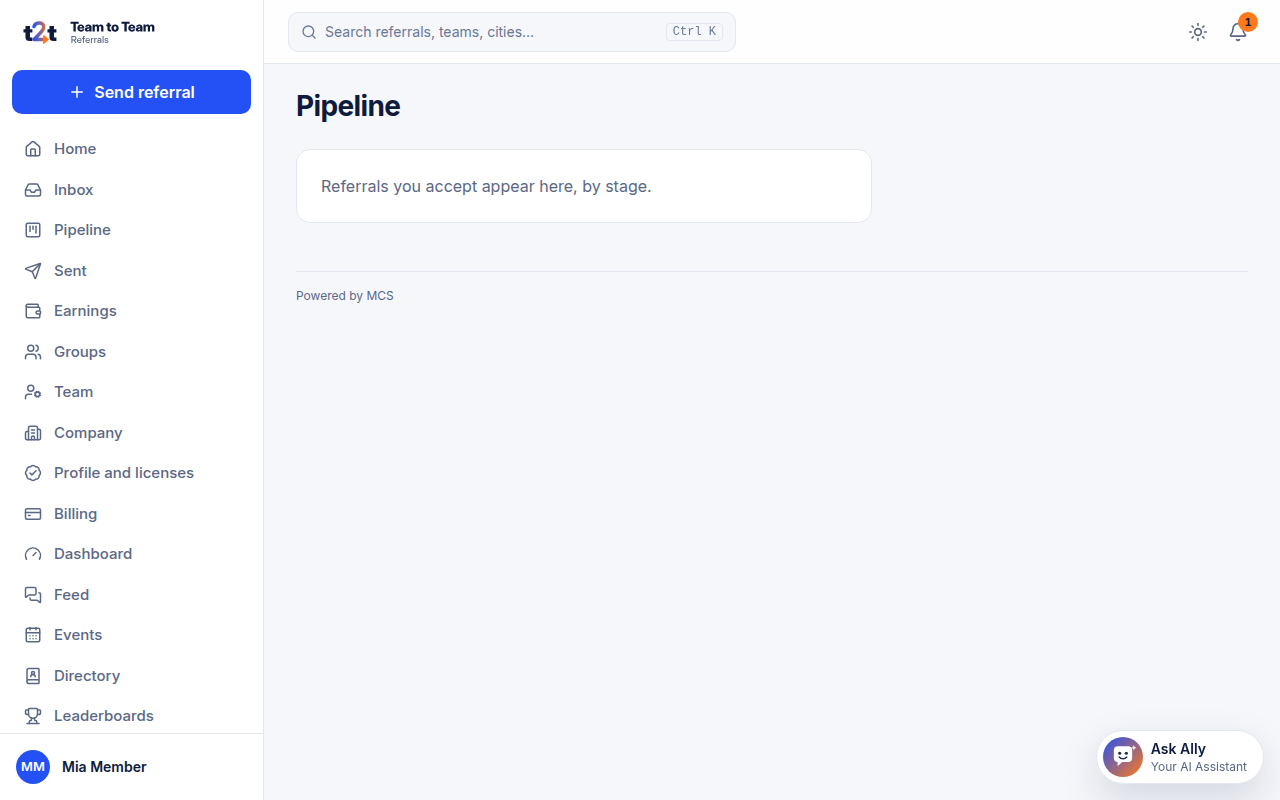 t2t
Team to Team
Referrals
Search referrals, teams, cities...
Ctrl K
1
Send referral
Home
Inbox
Pipeline
Sent
Earnings
Groups
Team
Company
Profile and licenses
Billing
Dashboard
Feed
Events
Directory
Leaderboards
MM
Mia Member
Pipeline
Referrals you accept appear here, by stage.
Powered by MCS
Ask Ally
Your AI Assistant